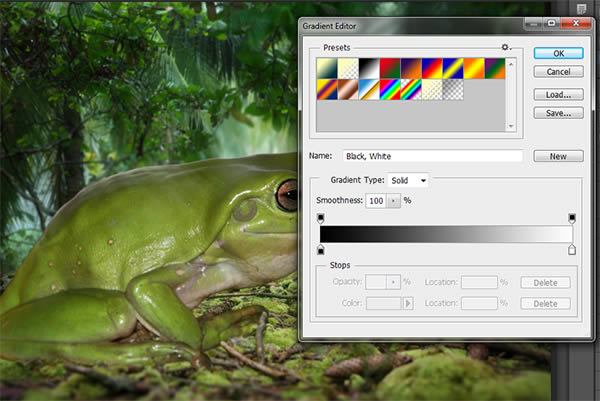 Gradient Editor
Presets
OK
Cancel
Load...
Save...
Name: Black, White
New
Gradient Type: Solid
Smoothness: 100 %
Stops
Opacity: % Location: % Delete
Color: Location: % Delete